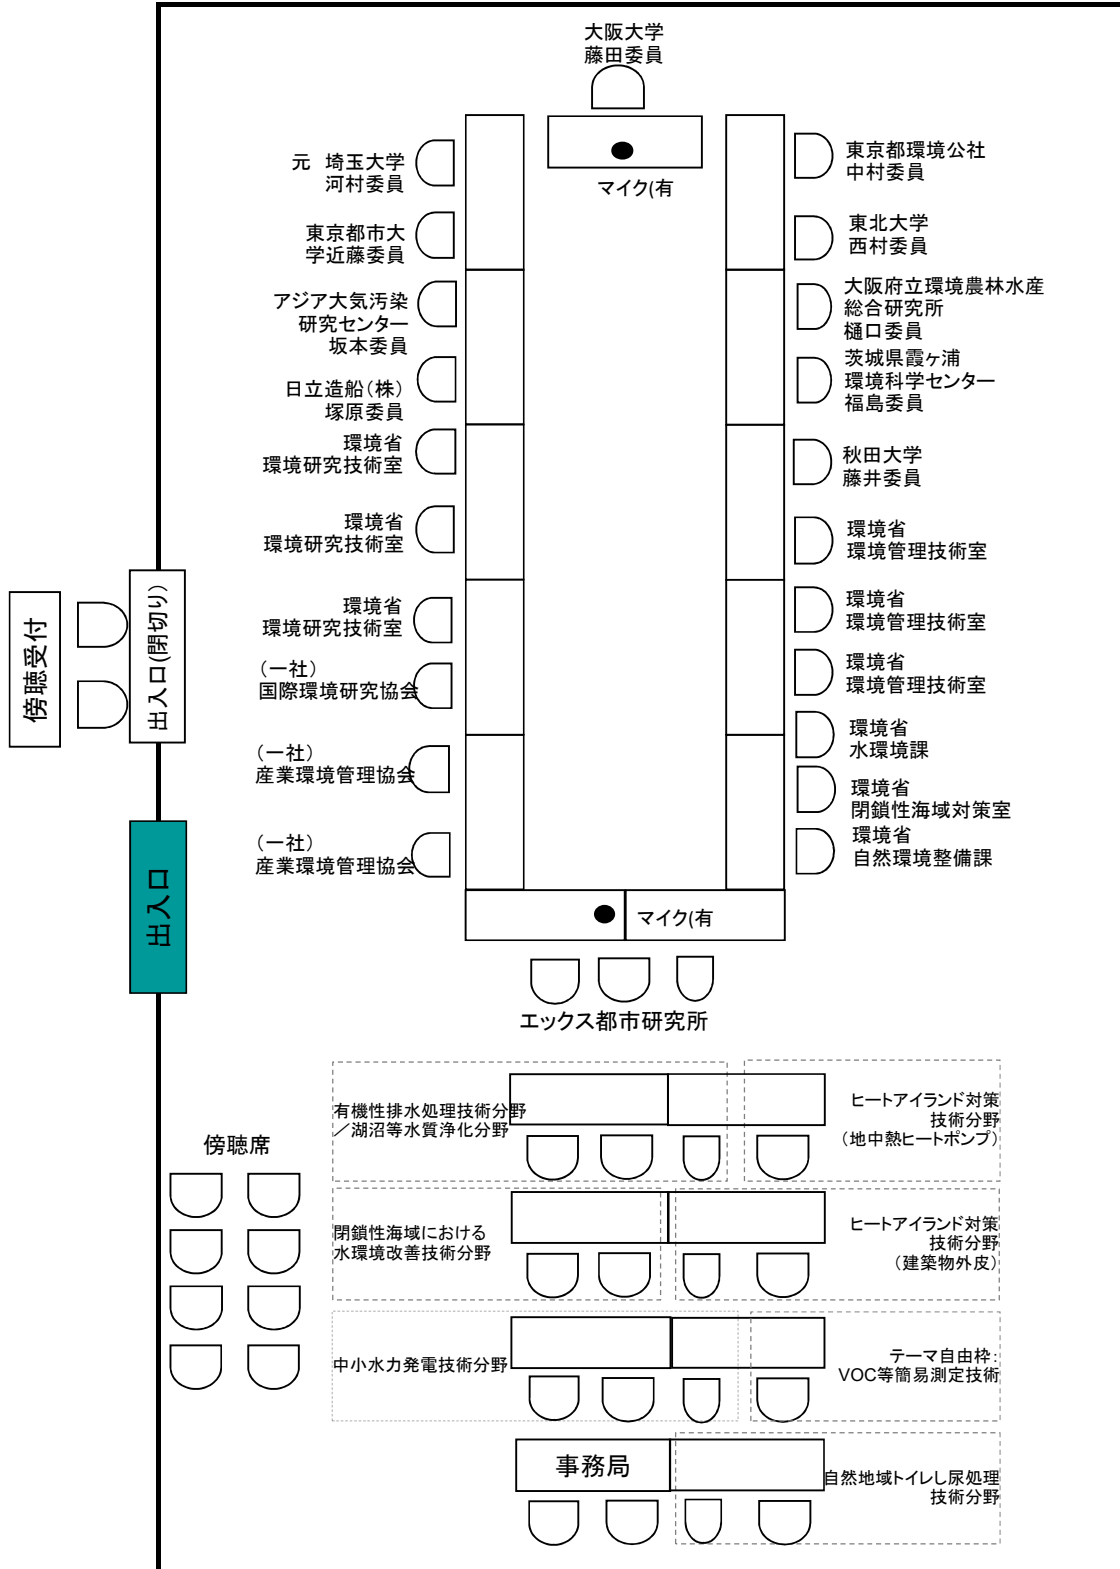 大阪大学
藤田委員
マイク(有
元 埼玉大学
河村委員
東京都市大
学近藤委員
アジア大気汚染
研究センター
坂本委員
日立造船（株）
塚原委員
環境省
環境研究技術室
環境省
環境研究技術室
環境省
環境研究技術室
（一社）
国際環境研究協会
（一社）
産業環境管理協会
（一社）
産業環境管理協会
東京都環境公社
中村委員
東北大学
西村委員
大阪府立環境農林水産
総合研究所
樋口委員
茨城県霞ヶ浦
環境科学センター
福島委員
秋田大学
藤井委員
環境省
環境管理技術室
環境省
環境管理技術室
環境省
環境管理技術室
環境省
水環境課
環境省
閉鎖性海域対策室
環境省
自然環境整備課
傍聴受付
出入口(閉切り)
出入口
マイク(有
エックス都市研究所
傍聴席
有機性排水処理技術分野
／湖沼等水質浄化分野
ヒートアイランド対策
技術分野
（地中熱ヒートポンプ）
閉鎖性海域における
水環境改善技術分野
ヒートアイランド対策
技術分野
（建築物外皮）
中小水力発電技術分野
テーマ自由枠：
VOC等簡易測定技術
事務局
自然地域トイレし尿処理
技術分野